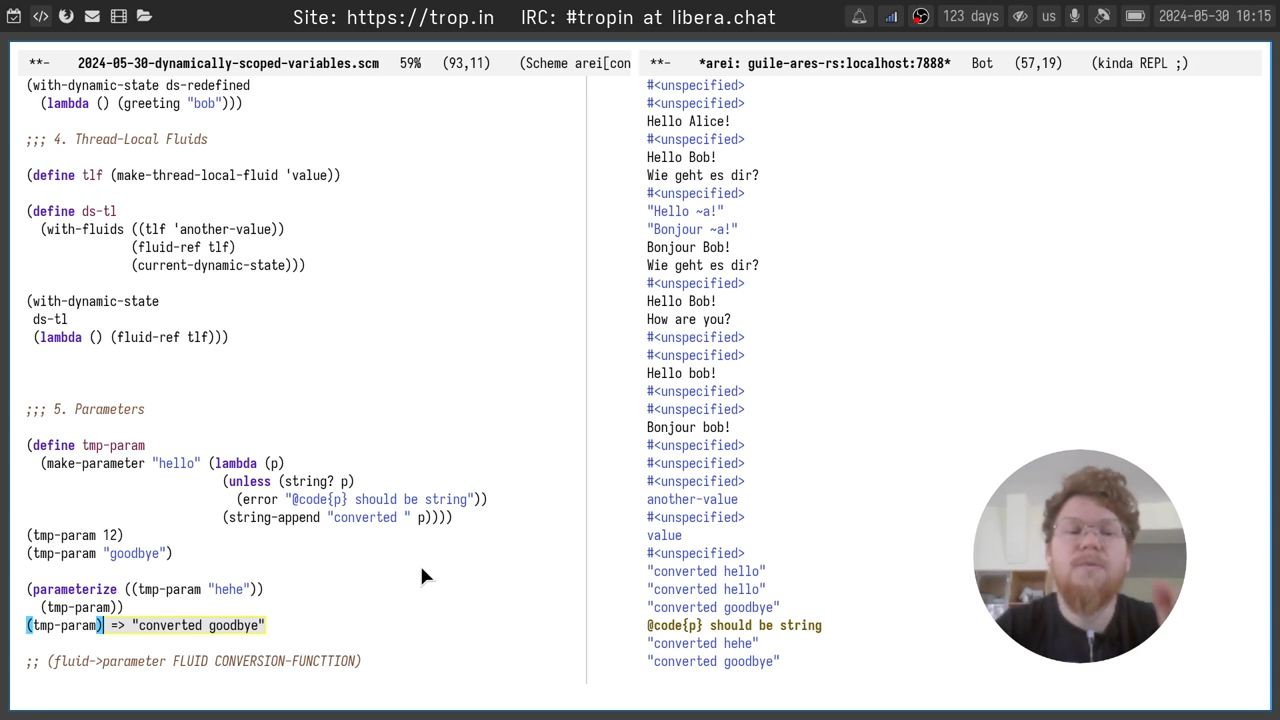 Site: https://trop.in   IRC: #tropin at libera.chat
123 days
us
2024-05-30 10:15
**-    2024-05-30-dynamically-scoped-variables.scm   59%   (93,11)    (Scheme arei[con
(with-dynamic-state ds-redefined
  (lambda () (greeting "bob")))
;;; 4. Thread-Local Fluids
(define tlf (make-thread-local-fluid 'value))
(define ds-tl
  (with-fluids ((tlf 'another-value))
               (fluid-ref tlf)
               (current-dynamic-state)))
(with-dynamic-state
 ds-tl
 (lambda () (fluid-ref tlf)))
;;; 5. Parameters
(define tmp-param
  (make-parameter "hello" (lambda (p)
                            (unless (string? p)
                              (error "@code{p} should be string"))
                            (string-append "converted " p))))
(tmp-param 12)
(tmp-param "goodbye")
(parameterize ((tmp-param "hehe"))
  (tmp-param))
(tmp-param) => "converted goodbye"
;; (fluid->parameter FLUID CONVERSION-FUNCTTION)
**-    *arei: guile-ares-rs:localhost:7888*   Bot   (57,19)    (kinda REPL ;)
#<unspecified>
#<unspecified>
Hello Alice!
#<unspecified>
Hello Bob!
Wie geht es dir?
#<unspecified>
"Hello ~a!"
"Bonjour ~a!"
Bonjour Bob!
Wie geht es dir?
#<unspecified>
Hello Bob!
How are you?
#<unspecified>
#<unspecified>
Hello bob!
#<unspecified>
#<unspecified>
Bonjour bob!
#<unspecified>
#<unspecified>
#<unspecified>
another-value
#<unspecified>
value
#<unspecified>
"converted hello"
"converted hello"
"converted goodbye"
@code{p} should be string
"converted hehe"
"converted goodbye"